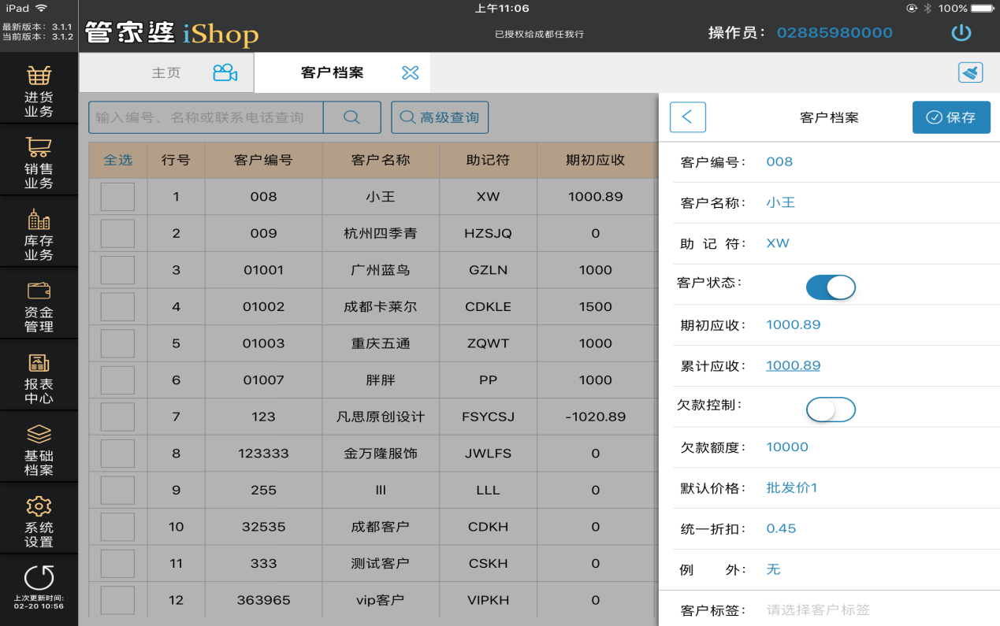 iPad 上午11:06 100%
最新版本：3.1.1
当前版本：3.1.2
管家婆 iShop
已授权给成都任我行
操作员： 02885980000
进货
业务
销售
业务
库存
业务
资金
管理
报表
中心
基础
档案
系统
设置
上次更新时间:
02-20 10:56
主页 客户档案
输入编号、名称或联系电话查询 高级查询
全选 行号 客户编号 客户名称 助记符 期初应收
1 008 小王 XW 1000.89
2 009 杭州四季青 HZSJQ 0
3 01001 广州蓝鸟 GZLN 1000
4 01002 成都卡莱尔 CDKLE 1500
5 01003 重庆五通 ZQWT 1000
6 01007 胖胖 PP 1000
7 123 凡思原创设计 FSYCSJ -1020.89
8 123333 金万隆服饰 JWLFS 0
9 255 lll LLL 0
10 32535 成都客户 CDKH 0
11 333 测试客户 CSKH 0
12 363965 vip客户 VIPKH 0
客户档案 保存
客户编号： 008
客户名称： 小王
助 记 符： XW
客户状态：
期初应收： 1000.89
累计应收： 1000.89
欠款控制：
欠款额度： 10000
默认价格： 批发价1
统一折扣： 0.45
例 外： 无
客户标签： 请选择客户标签